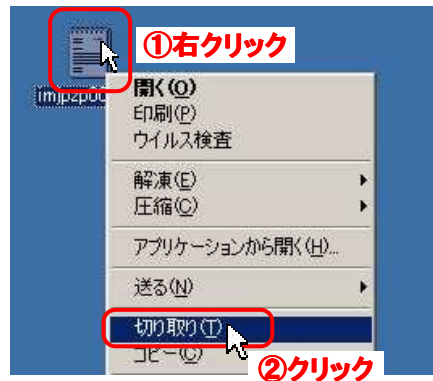 ①右クリック
imjpzp00
開く(O)
印刷(P)
ウイルス検査
解凍(E)
圧縮(C)
アプリケーションから開く(H)...
送る(N)
切り取り(T)
コピー(C)
②クリック